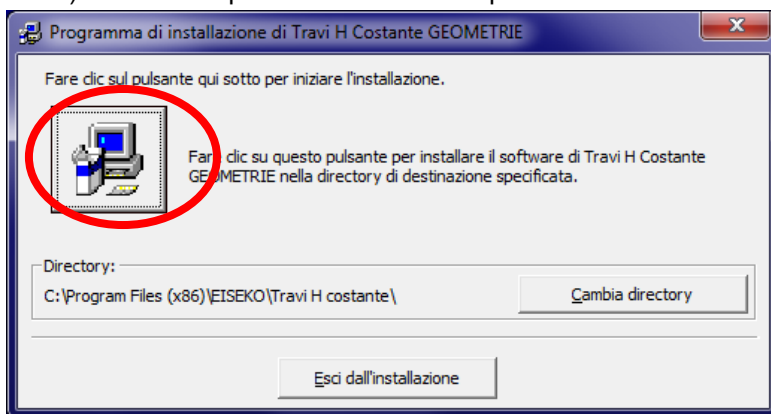 Programma di installazione di Travi H Costante GEOMETRIE
Fare clic sul pulsante qui sotto per iniziare l'installazione.
Fare clic su questo pulsante per installare il software di Travi H Costante
GEOMETRIE nella directory di destinazione specificata.
Directory:
C:\Program Files (x86)\EISEKO\Travi H costante\
Cambia directory
Esci dall'installazione